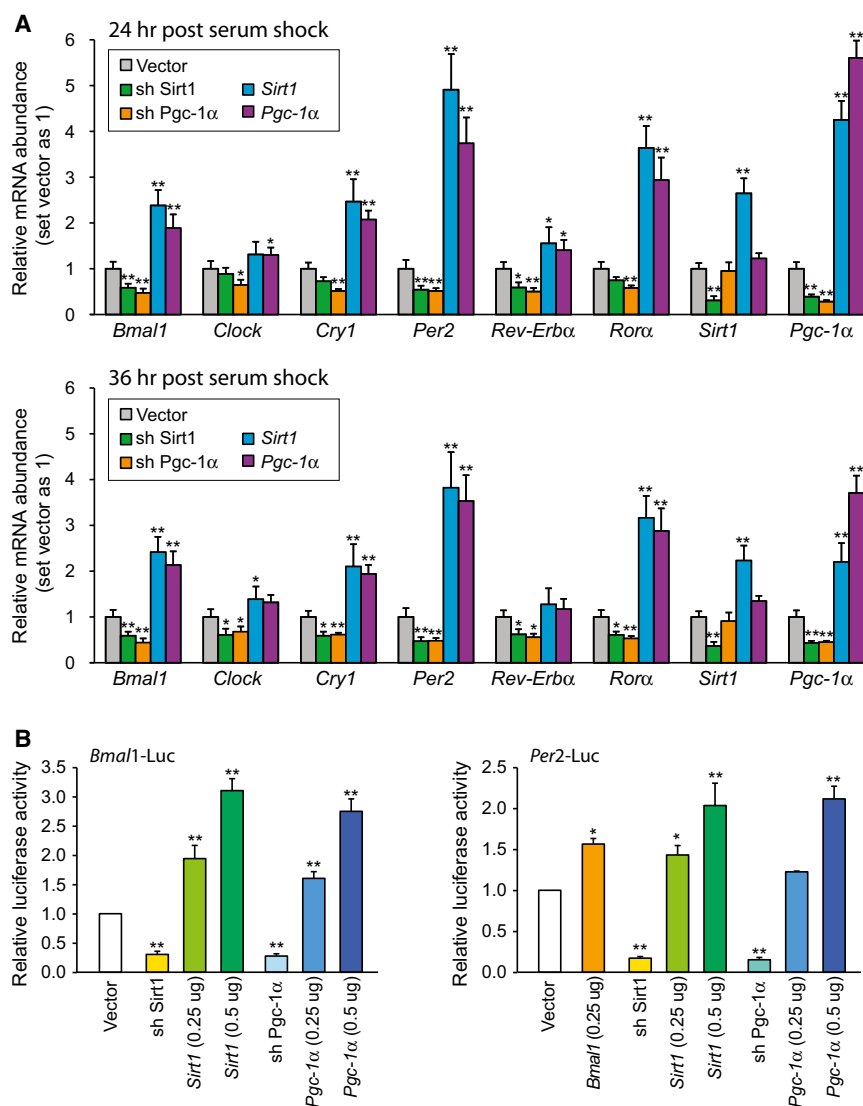 A
24 hr post serum shock
Vector
sh Sirt1 Sirt1
sh Pgc-1α Pgc-1α
Relative mRNA abundance
(set vector as 1)
6
5
4
3
2
1
0
** ** ** ** * * ** ** ** ** ** ** ** ** * ** * * ** ** ** ** ** ** ** ** **
Bmal1 Clock Cry1 Per2 Rev-Erbα Rorα Sirt1 Pgc-1α
36 hr post serum shock
Vector
sh Sirt1 Sirt1
sh Pgc-1α Pgc-1α
Relative mRNA abundance
(set vector as 1)
6
5
4
3
2
1
0
** ** ** ** * * * * ** ** ** ** ** ** ** * * * ** ** ** ** ** ** ** ** **
Bmal1 Clock Cry1 Per2 Rev-Erbα Rorα Sirt1 Pgc-1α
B
Bmal1-Luc
Relative luciferase activity
3.5
3.0
2.5
2.0
1.5
1.0
0.5
0.0
** ** ** ** ** **
Vector
sh Sirt1
Sirt1 (0.25 ug)
Sirt1 (0.5 ug)
sh Pgc-1α
Pgc-1α (0.25 ug)
Pgc-1α (0.5 ug)
Per2-Luc
Relative luciferase activity
2.5
2.0
1.5
1.0
0.5
0.0
* ** * ** ** **
Vector
Bmal1 (0.25 ug)
sh Sirt1
Sirt1 (0.25 ug)
Sirt1 (0.5 ug)
sh Pgc-1α
Pgc-1α (0.25 ug)
Pgc-1α (0.5 ug)